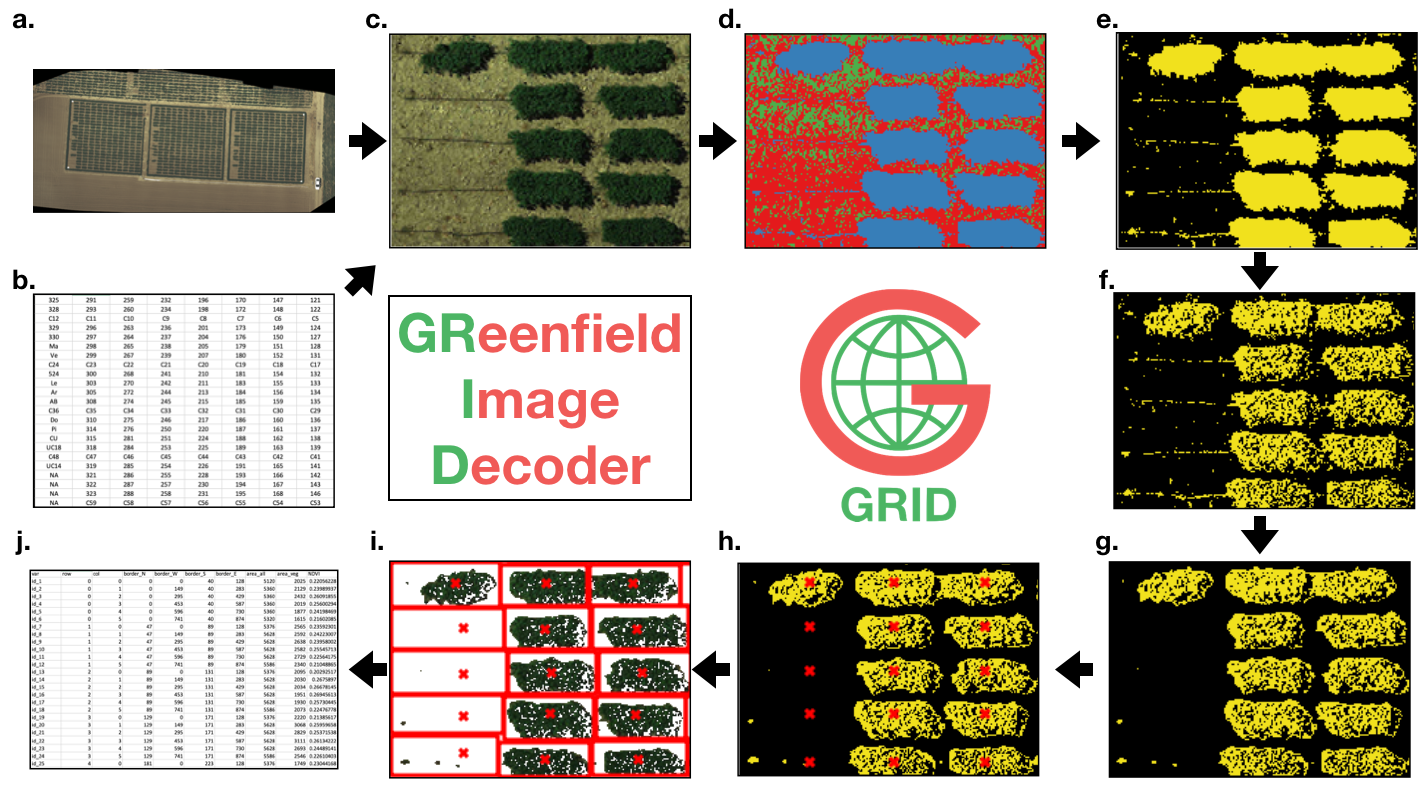 a.
c.
d.
e.
b.
f.
325 291 259 232 196 170 147 121
328 293 260 234 198 172 148 122
C12 C11 C10 C9 C8 C7 C6 C5
329 296 263 236 201 173 149 124
330 297 264 237 204 176 150 127
Ma 298 265 238 205 179 151 128
Ve 299 267 239 207 180 152 131
C24 C23 C22 C21 C20 C19 C18 C17
524 300 268 241 210 181 154 132
Le 303 270 242 211 183 155 133
Ar 305 272 244 213 184 156 134
AB 308 274 245 215 185 159 135
C36 C35 C34 C33 C32 C31 C30 C29
Do 310 275 246 217 186 160 136
Pi 314 276 250 220 187 161 137
CU 315 281 251 224 188 162 138
UC18 318 284 253 225 189 163 139
C48 C47 C46 C45 C44 C43 C42 C41
UC14 319 285 254 226 191 165 141
NA 321 286 255 228 193 166 142
NA 322 287 257 230 194 167 143
NA 323 288 258 231 195 168 146
NA C59 C58 C57 C56 C55 C54 C53
GReenfield
Image
Decoder
GRID
j.
i.
h.
g.
var row col border_N border_W border_S border_E area_all area_veg NDVI
id_1 0 0 0 0 40 128 5120 2025 0.22056228
id_2 0 1 0 149 40 283 5360 2129 0.23989937
id_3 0 2 0 295 40 429 5360 2432 0.26091855
id_4 0 3 0 453 40 587 5360 2019 0.25600294
id_5 0 4 0 596 40 730 5360 1877 0.24198469
id_6 0 5 0 741 40 874 5320 1615 0.21602085
id_7 1 0 47 0 89 128 5376 2565 0.23592301
id_8 1 1 47 149 89 283 5628 2592 0.24223007
id_9 1 2 47 295 89 429 5628 2638 0.23958002
id_10 1 3 47 453 89 587 5628 2582 0.25545713
id_11 1 4 47 596 89 730 5628 2729 0.22564175
id_12 1 5 47 741 89 874 5586 2340 0.21048865
id_13 2 0 89 0 131 128 5376 2095 0.20292517
id_14 2 1 89 149 131 283 5628 2030 0.2675897
id_15 2 2 89 295 131 429 5628 2034 0.26678145
id_16 2 3 89 453 131 587 5628 1951 0.26945613
id_17 2 4 89 596 131 730 5628 1930 0.25730445
id_18 2 5 89 741 131 874 5586 2073 0.22476778
id_19 3 0 129 0 171 128 5376 2220 0.21385617
id_20 3 1 129 149 171 283 5628 3068 0.25959658
id_21 3 2 129 295 171 429 5628 2829 0.25371538
id_22 3 3 129 453 171 587 5628 3111 0.26134222
id_23 3 4 129 596 171 730 5628 2693 0.24489141
id_24 3 5 129 741 171 874 5586 2546 0.22610403
id_25 4 0 181 0 223 128 5376 1749 0.23044168